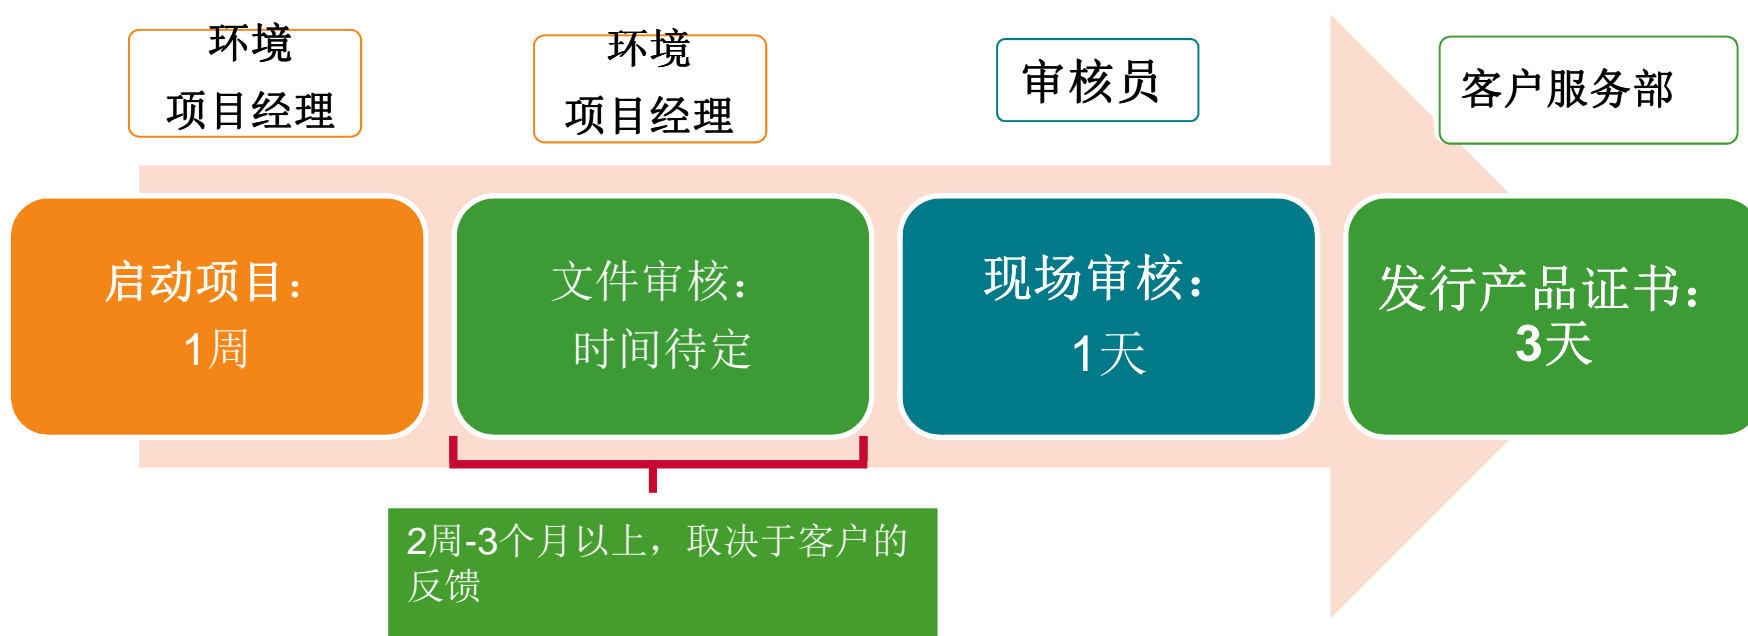 环境
项目经理
环境
项目经理
审核员
客户服务部
启动项目：
1周
文件审核：
时间待定
现场审核：
1天
发行产品证书：
3天
2周-3个月以上，取决于客户的
反馈